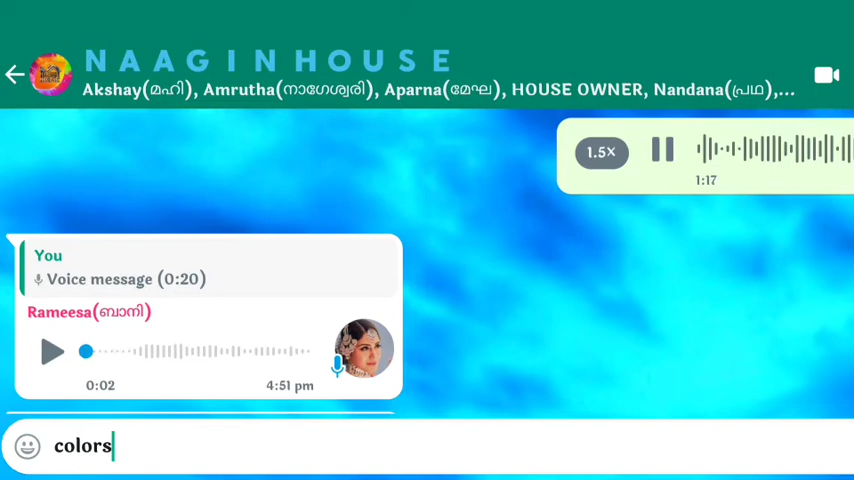 N A A G I N H O U S E
Akshay(മഹി), Amrutha(നാഗേശ്വരി), Aparna(മേഘ), HOUSE OWNER, Nandana(പ്രഥ),...
1.5×
1:17
You
Voice message (0:20)
Rameesa(ബാനി)
0:02 4:51 pm
colors